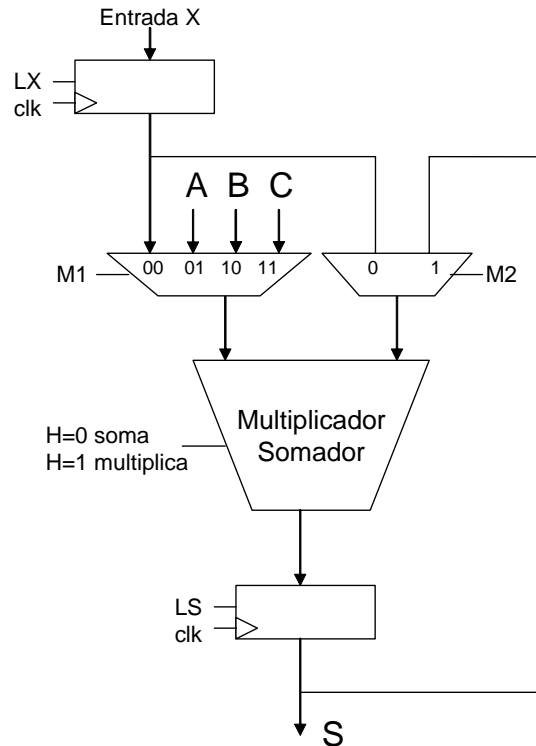 Entrada X
LX
clk
A B C
M1
00 01 10 11
0 1
M2
Multiplicador
Somador
H=0 soma
H=1 multiplica
LS
clk
S